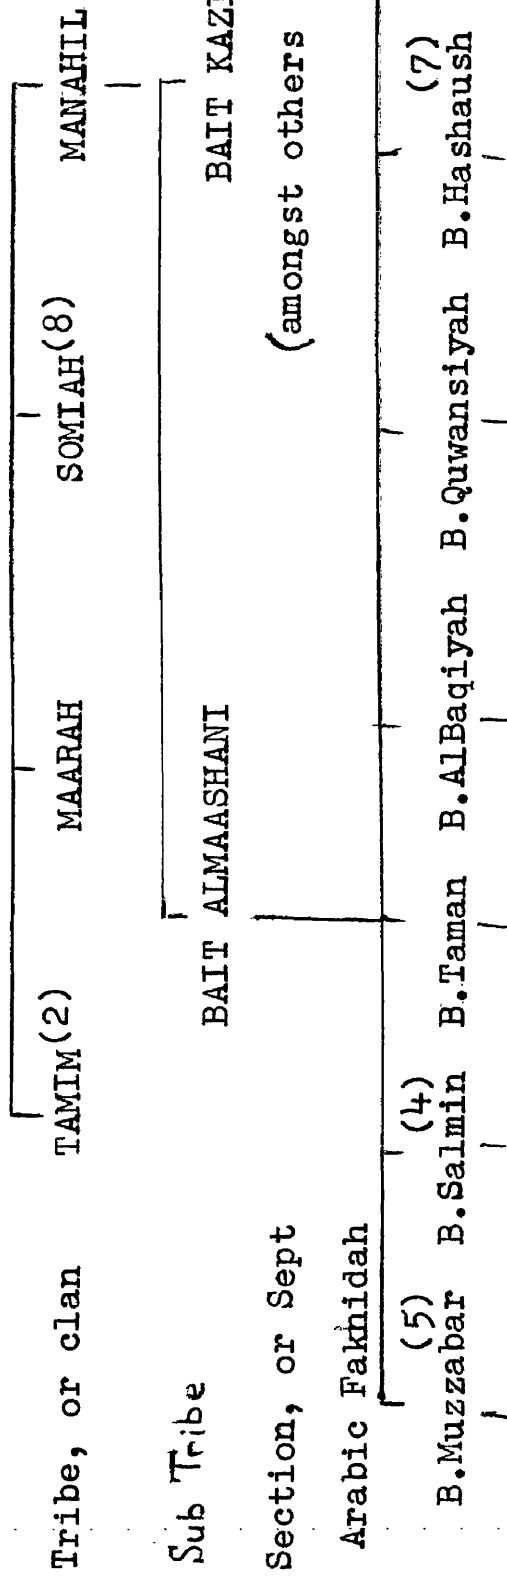 Tribe, or clan TAMIM(2) MAARAH SOMIAH(8) MANAHIL
Sub Tribe BAIT ALMAASHANI
BAIT
Section, or Sept (amongst others
Arabic Fakhidah
(5) (4) (7)
B.Muzzabar B.Salmin B.Taman B.AlBaqiyah B.Quwansiyah B.Hashaush